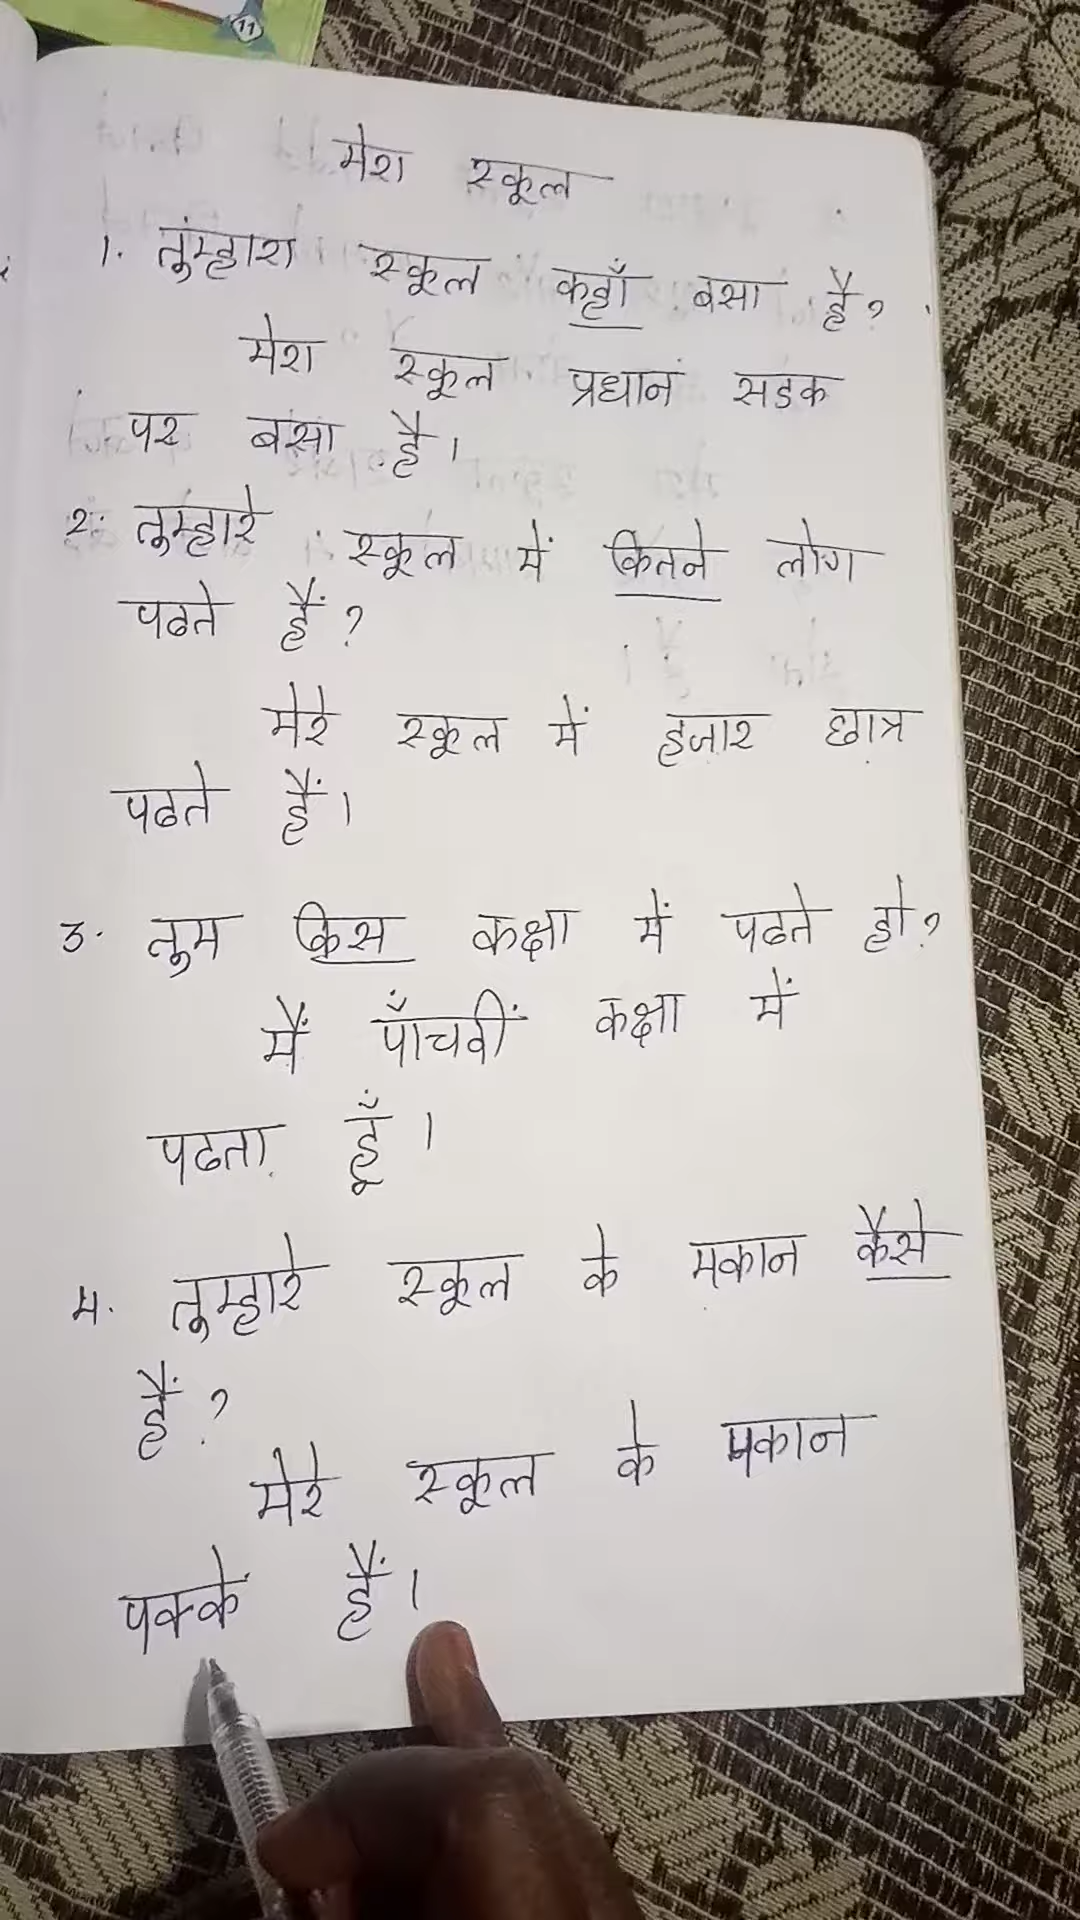 11
मेरा स्कूल
1. तुम्हारा स्कूल कहाँ बसा है?
मेरा स्कूल प्रधान सडक
पर बसा है।
2. तुम्हारे स्कूल में कितने लोग
पढते हैं?
मेरे स्कूल में हजार छात्र
पढते हैं।
3. तुम किस कक्षा में पढते हो?
मैं पाँचवीं कक्षा में
पढता हूँ।
4. तुम्हारे स्कूल के मकान कैसे
हैं?
मेरे स्कूल के मकान
पक्के हैं।